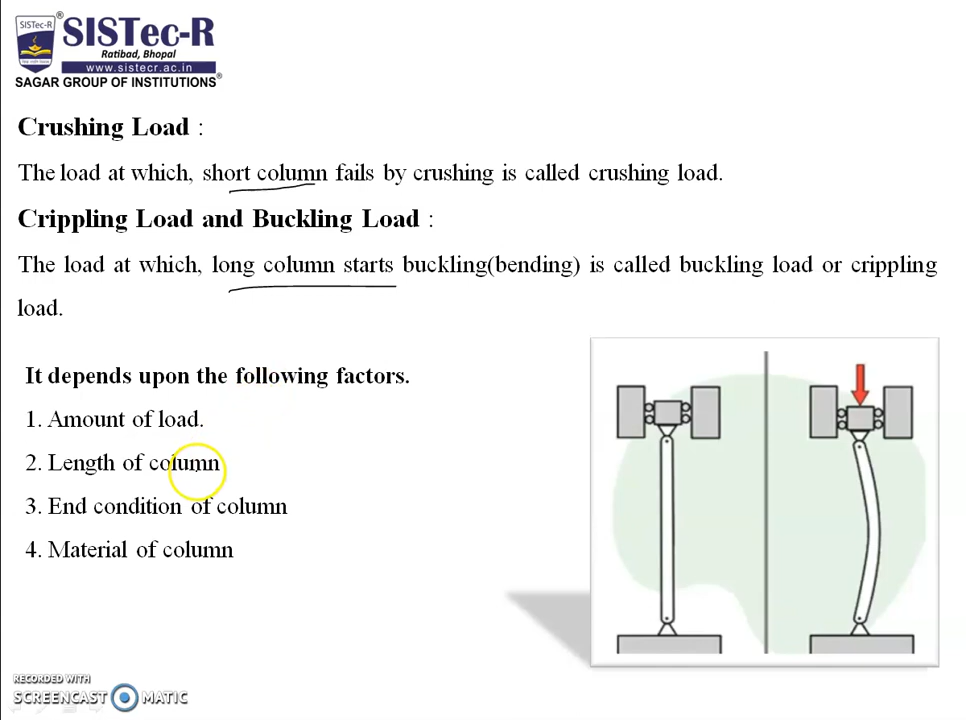 SISTec-R
SISTec-R
Ratibad, Bhopal
www.sistecr.ac.in
SAGAR GROUP OF INSTITUTIONS®
Crushing Load :
The load at which, short column fails by crushing is called crushing load.
Crippling Load and Buckling Load :
The load at which, long column starts buckling(bending) is called buckling load or crippling
load.
It depends upon the following factors.
1. Amount of load.
2. Length of column
3. End condition of column
4. Material of column
RECORDED WITH
SCREENCAST MATIC